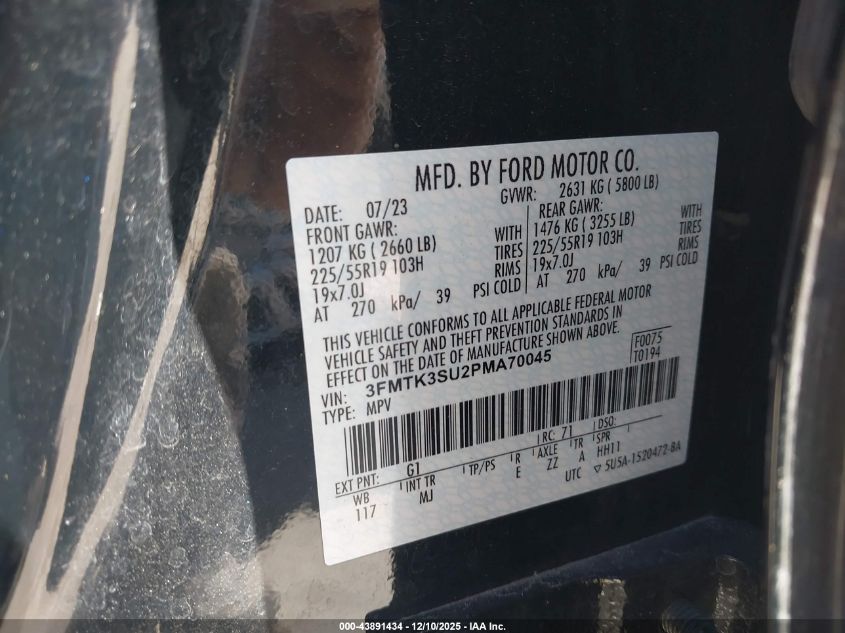 MFD. BY FORD MOTOR CO.
DATE: 07/23 GVWR: 2631 KG ( 5800 LB)
FRONT GAWR: REAR GAWR:
1207 KG ( 2660 LB) WITH 1476 KG ( 3255 LB) WITH
225/55R19 103H TIRES 225/55R19 103H TIRES
19x7.0J RIMS 19x7.0J RIMS
AT 270 kPa/ 39 PSI COLD AT 270 kPa/ 39 PSI COLD
THIS VEHICLE CONFORMS TO ALL APPLICABLE FEDERAL MOTOR
VEHICLE SAFETY AND THEFT PREVENTION STANDARDS IN
EFFECT ON THE DATE OF MANUFACTURE SHOWN ABOVE.
F0075
T0194
VIN: 3FMTK3SU2PMA70045
TYPE: MPV
RC: 71 DSO:
EXT PNT: G1
WB INT TR TP/PS R AXLE TR SPR
117 MJ E ZZ A HH11
UTC ▽ 5U5A-1520472-BA
000-43891434 - 12/10/2025 - IAA Inc.